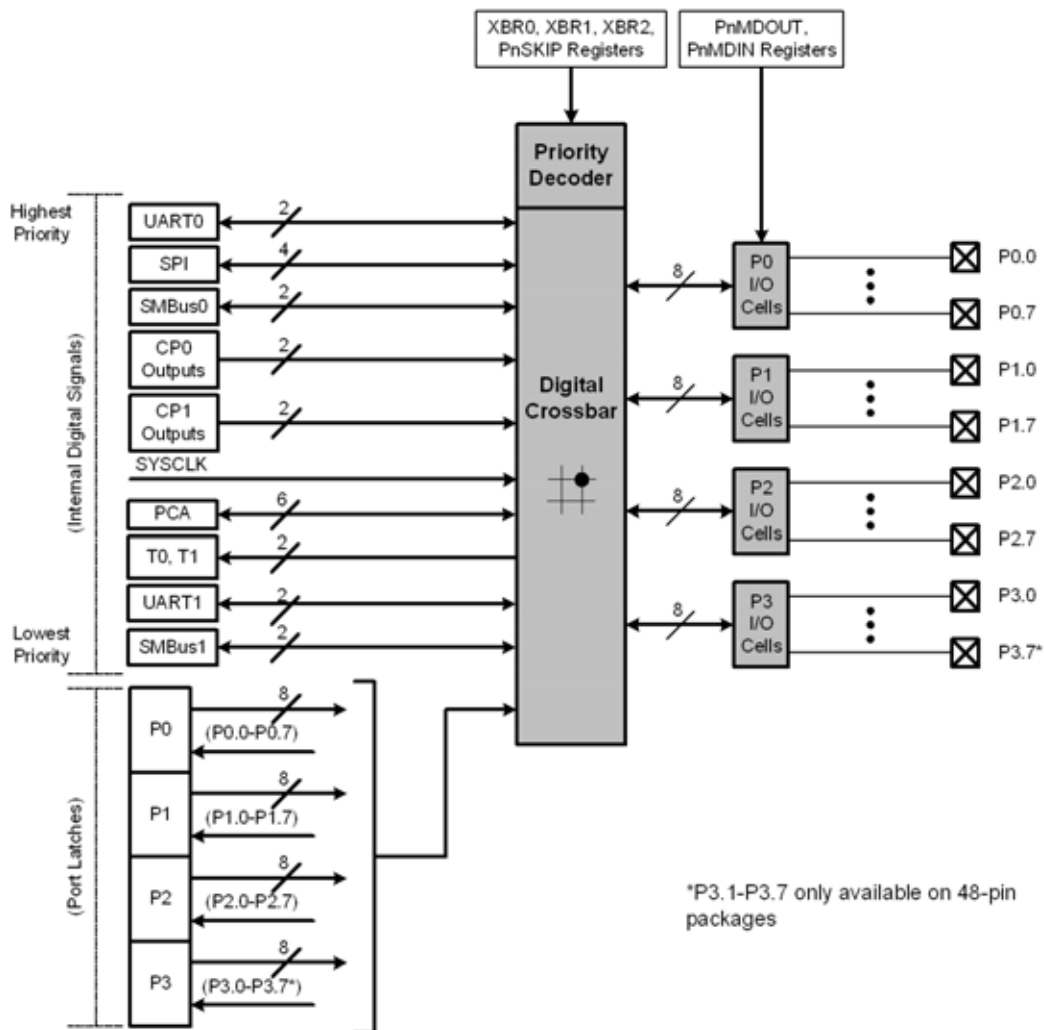 XBR0, XBR1, XBR2,
PnSKIP Registers
PnMDOUT,
PnMDIN Registers
Priority
Decoder
Highest
Priority
UART0
2
SPI
4
SMBus0
2
CP0
Outputs
2
CP1
Outputs
2
SYSCLK
PCA
6
T0, T1
2
UART1
2
SMBus1
2
Lowest
Priority
(Internal Digital Signals)
Digital
Crossbar
8
P0
I/O
Cells
P0.0
P0.7
8
P1
I/O
Cells
P1.0
P1.7
8
P2
I/O
Cells
P2.0
P2.7
8
P3
I/O
Cells
P3.0
P3.7*
(Port Latches)
P0
8
(P0.0-P0.7)
P1
8
(P1.0-P1.7)
P2
8
(P2.0-P2.7)
P3
8
(P3.0-P3.7*)
*P3.1-P3.7 only available on 48-pin
packages